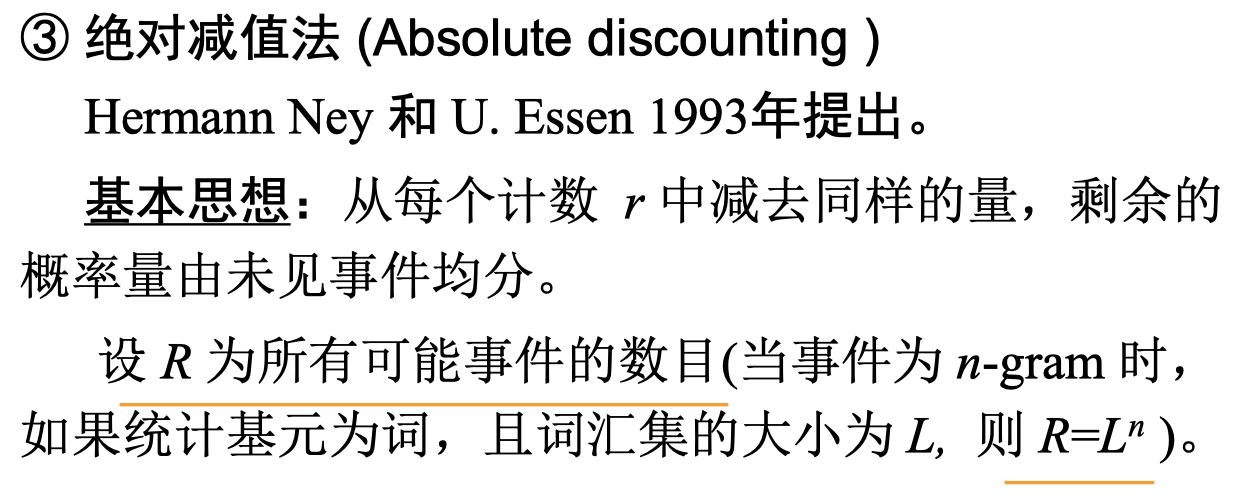 ③ 绝对减值法 (Absolute discounting )
Hermann Ney 和 U. Essen 1993年提出。
基本思想：从每个计数 r 中减去同样的量，剩余的
概率量由未见事件均分。
设 R 为所有可能事件的数目(当事件为 n-gram 时，
如果统计基元为词，且词汇集的大小为 L, 则 R=Lⁿ )。